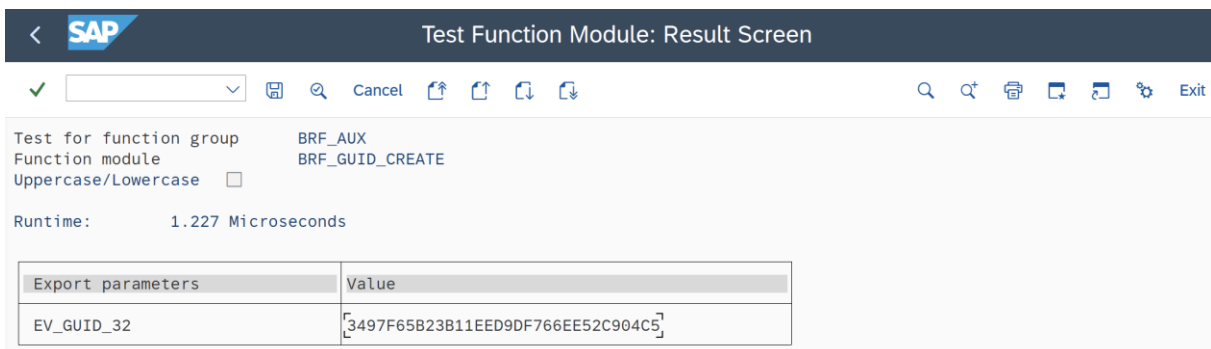 SAP
Test Function Module: Result Screen
Cancel
Exit
Test for function group BRF_AUX
Function module BRF_GUID_CREATE
Uppercase/Lowercase
Runtime: 1.227 Microseconds
Export parameters Value
EV_GUID_32 3497F65B23B11EED9DF766EE52C904C5